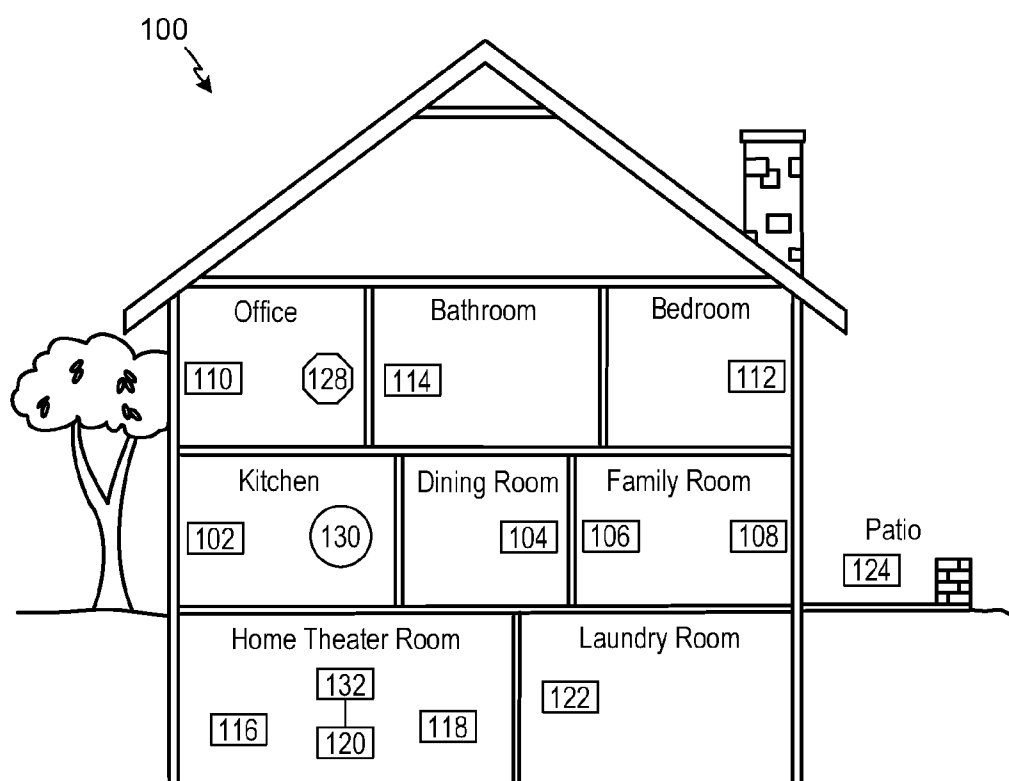 100
Office
Bathroom
Bedroom
110
128
114
112
Kitchen
Dining Room
Family Room
102
130
104
106
108
Patio
124
Home Theater Room
Laundry Room
132
122
116
120
118